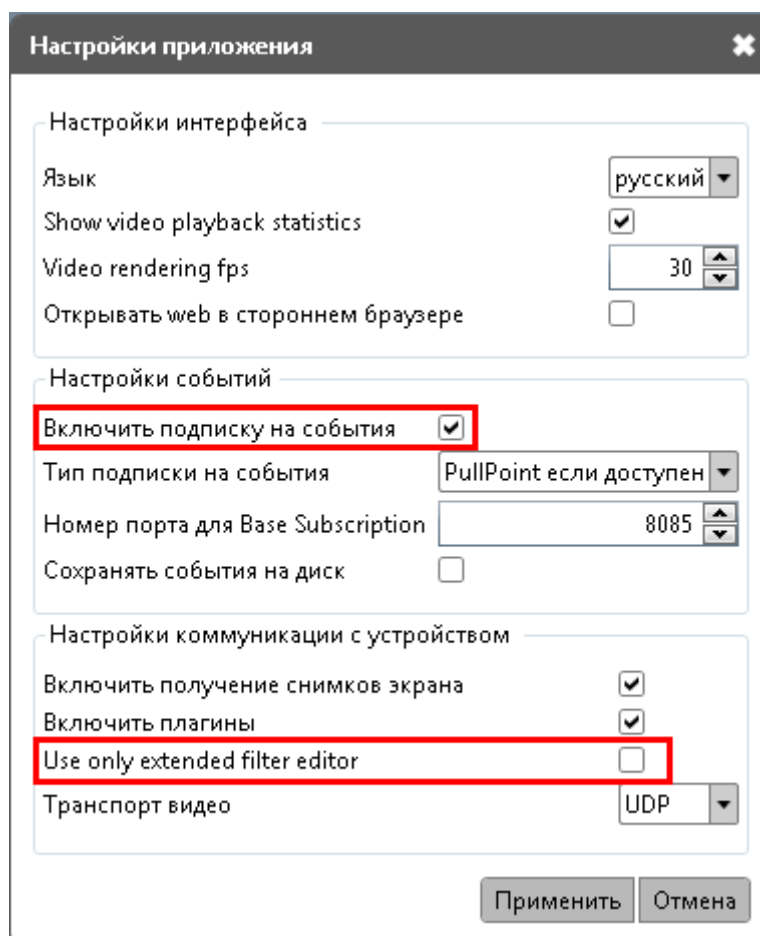 Настройки приложения
Настройки интерфейса
Язык русский
Show video playback statistics
Video rendering fps 30
Открывать web в стороннем браузере
Настройки событий
Включить подписку на события
Тип подписки на события PullPoint если доступен
Номер порта для Base Subscription 8085
Сохранять события на диск
Настройки коммуникации с устройством
Включить получение снимков экрана
Включить плагины
Use only extended filter editor
Транспорт видео UDP
Применить Отмена